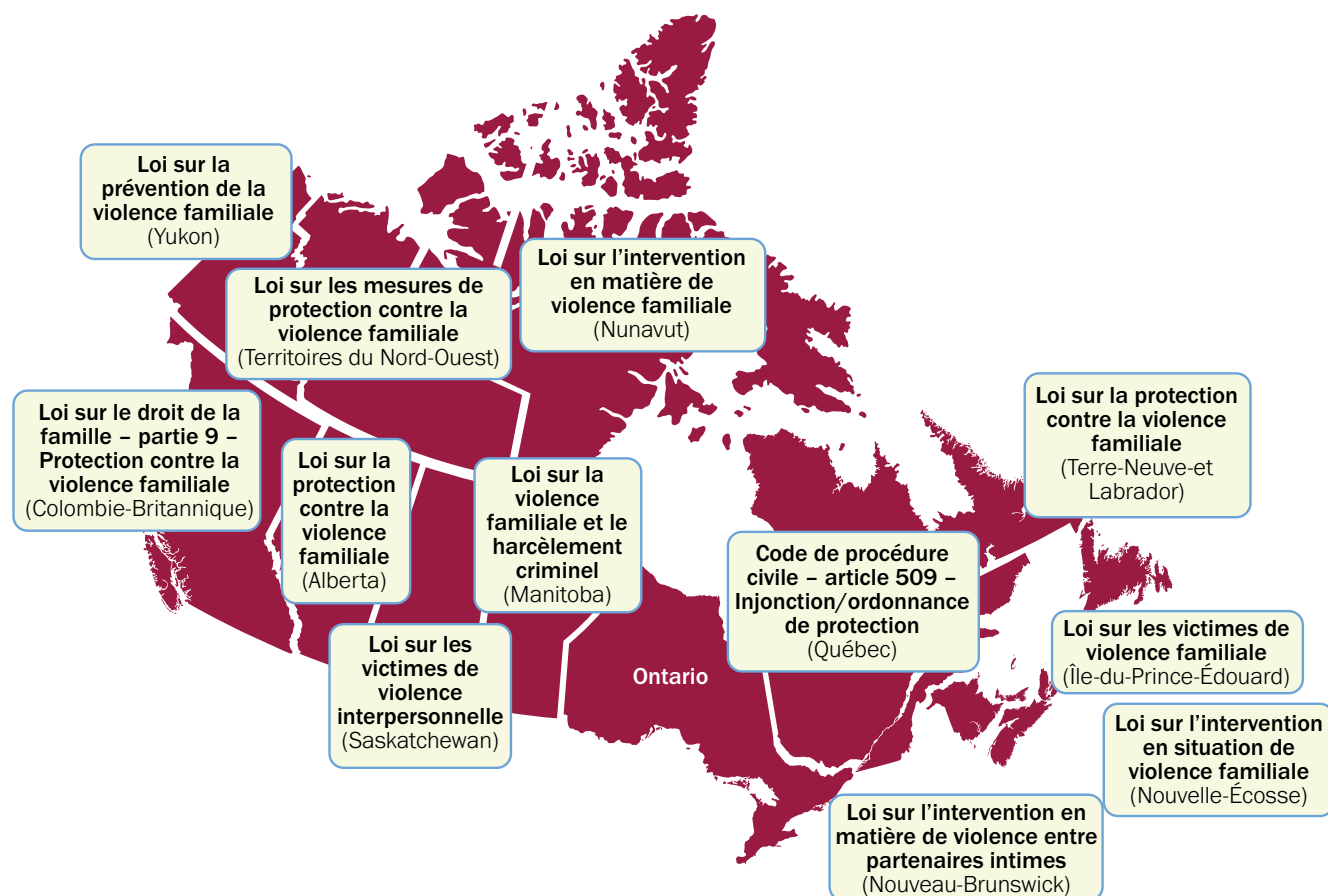 Loi sur la
prévention de la
violence familiale
(Yukon)
Loi sur les mesures de
protection contre la
violence familiale
(Territoires du Nord-Ouest)
Loi sur l’intervention
en matière de
violence familiale
(Nunavut)
Loi sur le droit de la
famille – partie 9 –
Protection contre la
violence familiale
(Colombie-Britannique)
Loi sur la
protection
contre la
violence
familiale
(Alberta)
Loi sur la
violence
familiale et le
harcèlement
criminel
(Manitoba)
Loi sur les
victimes de
violence
interpersonnelle
(Saskatchewan)
Ontario
Code de procédure
civile – article 509 –
Injonction/ordonnance
de protection
(Québec)
Loi sur la protection
contre la violence
familiale
(Terre-Neuve-et
Labrador)
Loi sur les victimes de
violence familiale
(Île-du-Prince-Édouard)
Loi sur l’intervention
en situation de
violence familiale
(Nouvelle-Écosse)
Loi sur l’intervention en
matière de violence entre
partenaires intimes
(Nouveau-Brunswick)